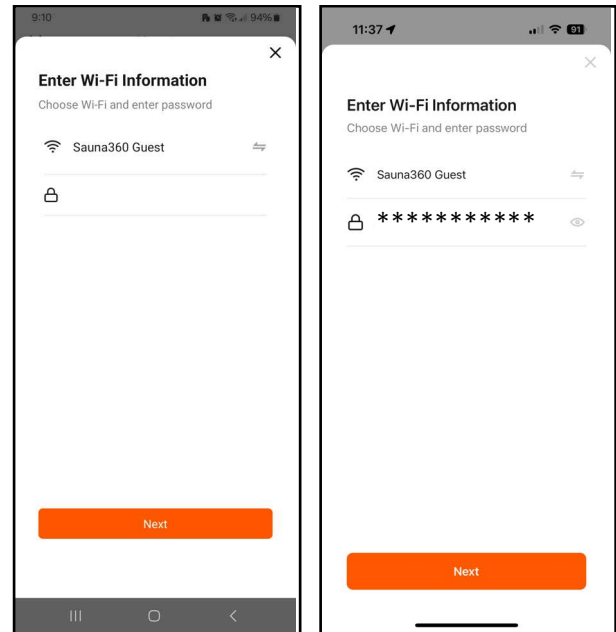 9:10
94%
Enter Wi-Fi Information
Choose Wi-Fi and enter password
Sauna360 Guest
Next
11:37
91
Enter Wi-Fi Information
Choose Wi-Fi and enter password
Sauna360 Guest
***********
Next